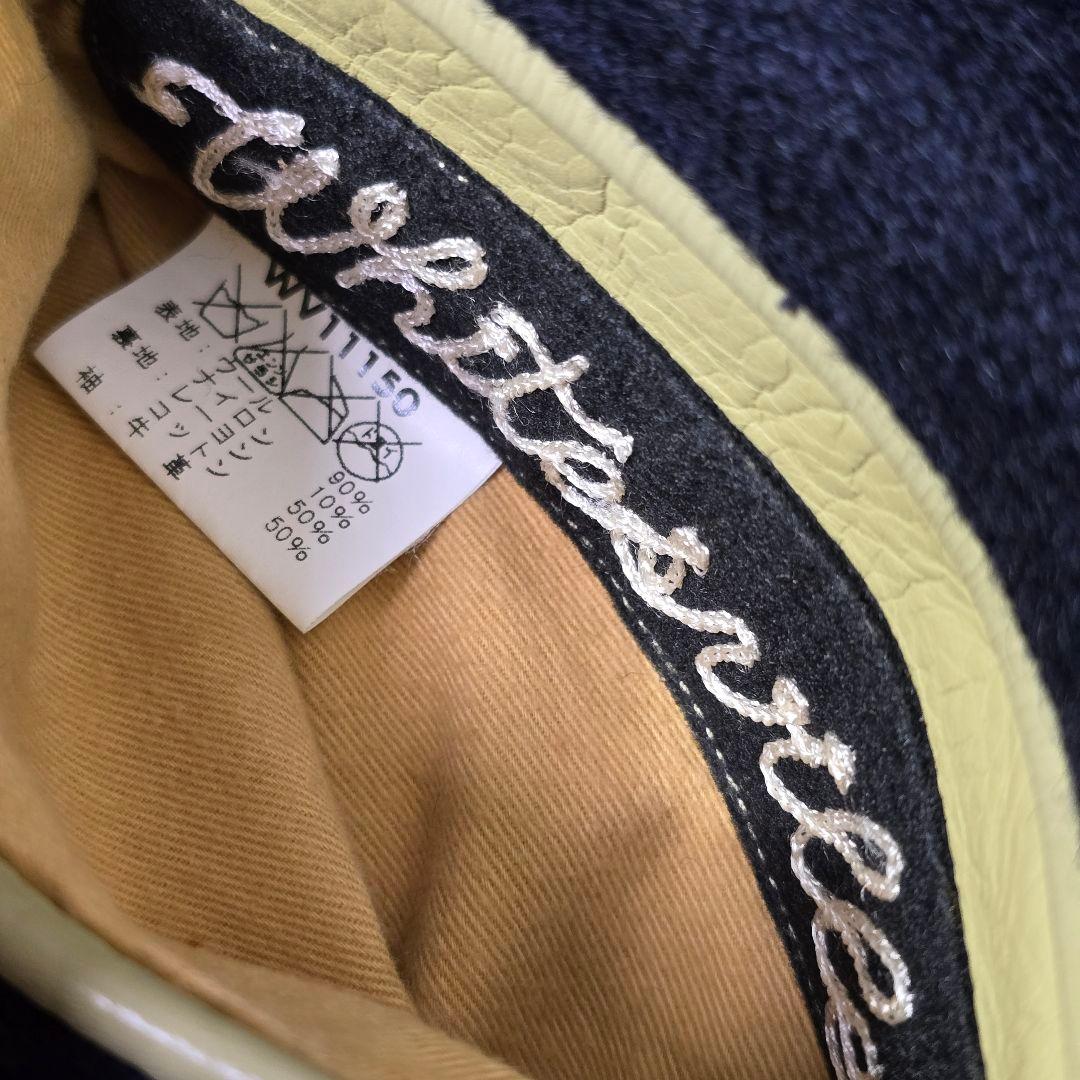 Whitesville
WV11150
表地：ウール 90%
ナイロン 10%
裏地：レーヨン 50%
コットン 50%
袖：牛革